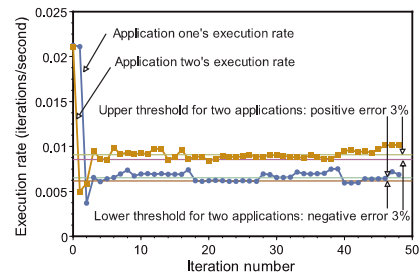 0.025
Application one's execution rate
0.02
Application two's execution rate
0.015
Upper threshold for two applications: positive error 3%
0.01
0.005
Lower threshold for two applications: negative error 3%
0
0 10 20 30 40 50
Iteration number
Execution rate (iterations/second)